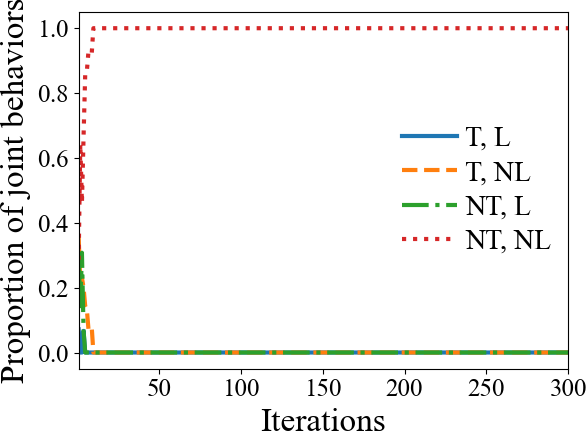 Proportion of joint behaviors
1.0
0.8
0.6
0.4
0.2
0.0
T, L
T, NL
NT, L
NT, NL
50
100
150
200
250
300
Iterations